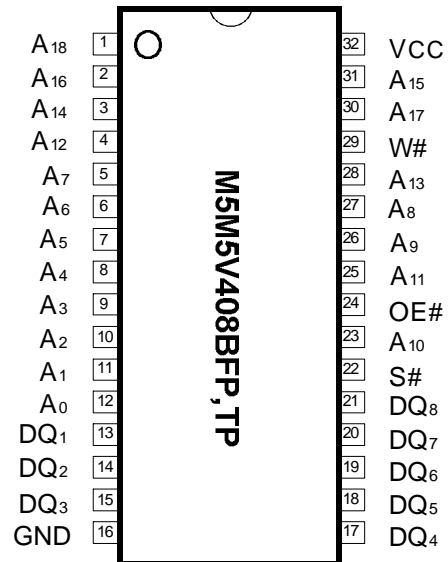 A18 1 32 VCC
A16 2 31 A15
A14 3 30 A17
A12 4 29 W#
A7 5 28 A13
A6 6 27 A8
A5 7 26 A9
A4 8 25 A11
A3 9 24 OE#
A2 10 23 A10
A1 11 22 S#
A0 12 21 DQ8
DQ1 13 20 DQ7
DQ2 14 19 DQ6
DQ3 15 18 DQ5
GND 16 17 DQ4
M5M5V408BFP,TP